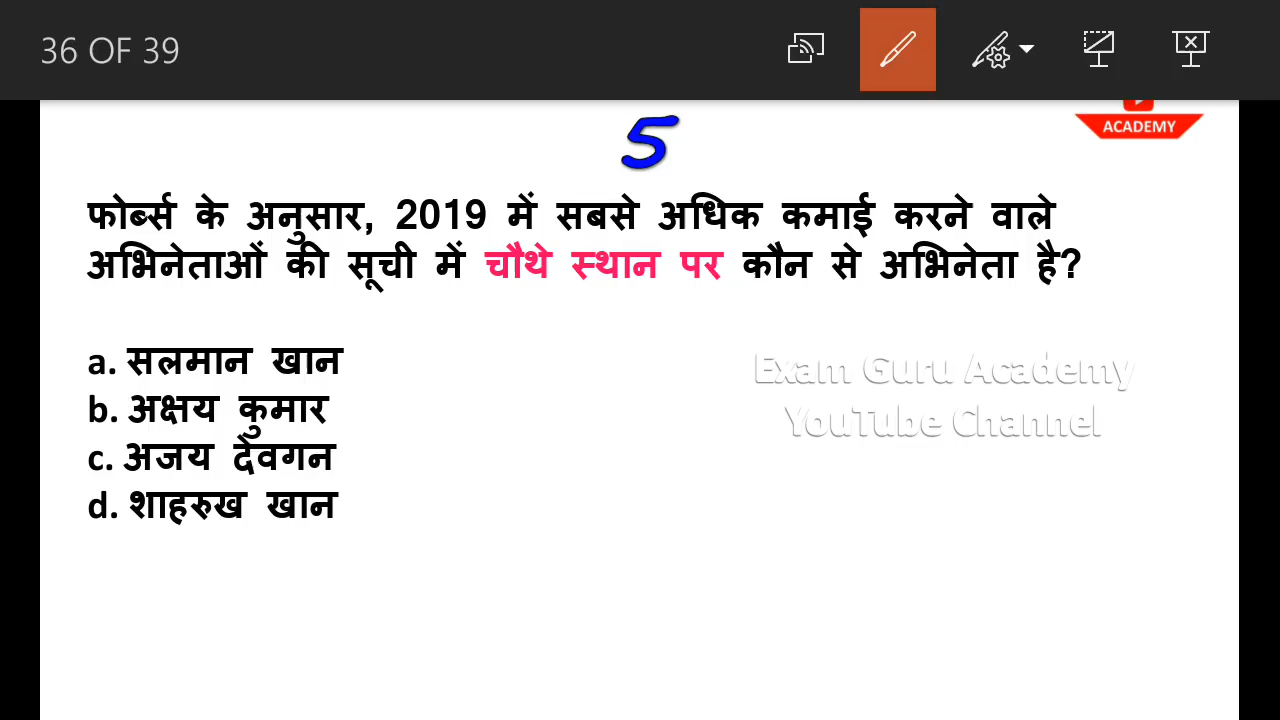 36 OF 39
ACADEMY
5
फोर्ब्स के अनुसार, 2019 में सबसे अधिक कमाई करने वाले
अभिनेताओं की सूची में चौथे स्थान पर कौन से अभिनेता है?
a. सलमान खान
b. अक्षय कुमार
c. अजय देवगन
d. शाहरुख खान
Exam Guru Academy
YouTube Channel